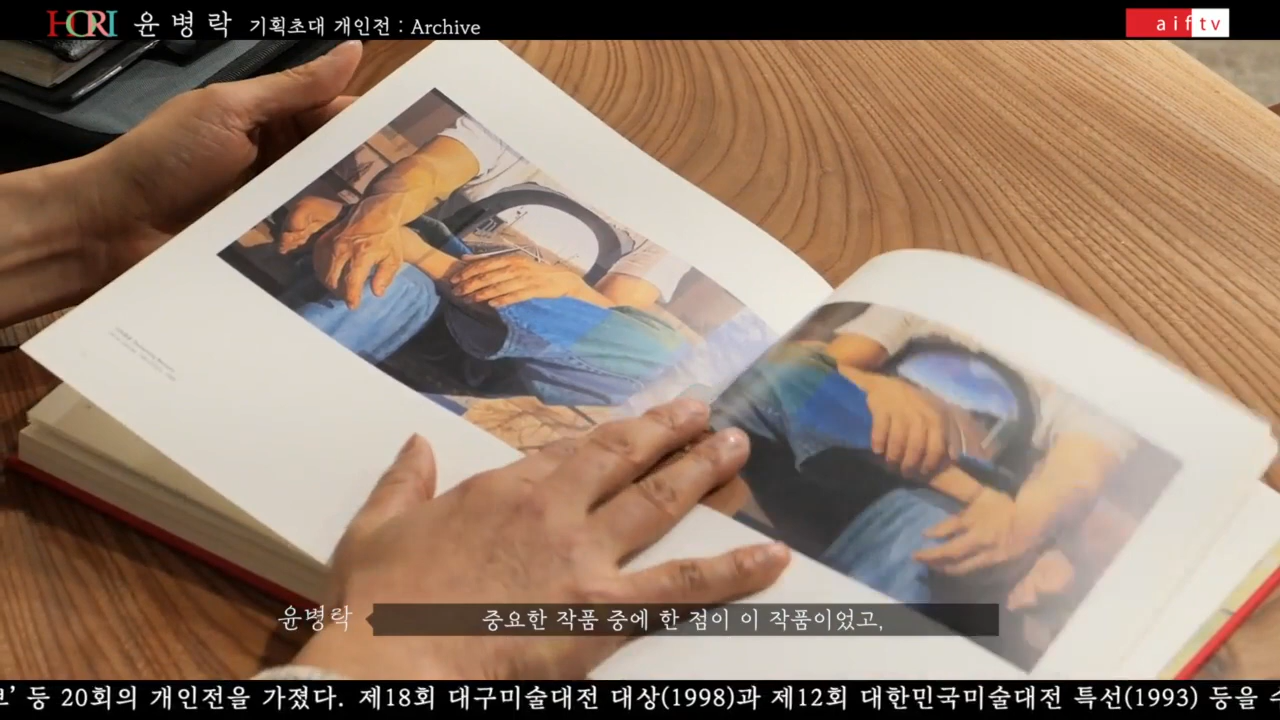 HORI 윤병락 기획초대 개인전 : Archive
aiftv
윤병락
중요한 작품 중에 한 점이 이 작품이었고,
등 20회의 개인전을 가졌다. 제18회 대구미술대전 대상(1998)과 제12회 대한민국미술대전 특선(1993) 등을